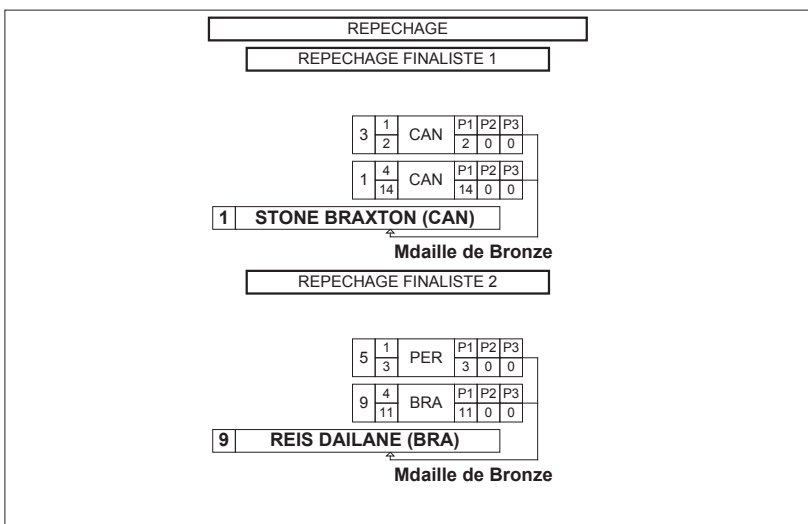 REPECHAGE
REPECHAGE FINALISTE 1
3 1 CAN P1 P2 P3
2 2 0 0
1 4 CAN P1 P2 P3
14 14 0 0
1 STONE BRAXTON (CAN)
Mdaille de Bronze
REPECHAGE FINALISTE 2
5 1 PER P1 P2 P3
3 3 0 0
9 4 BRA P1 P2 P3
11 11 0 0
9 REIS DAILANE (BRA)
Mdaille de Bronze